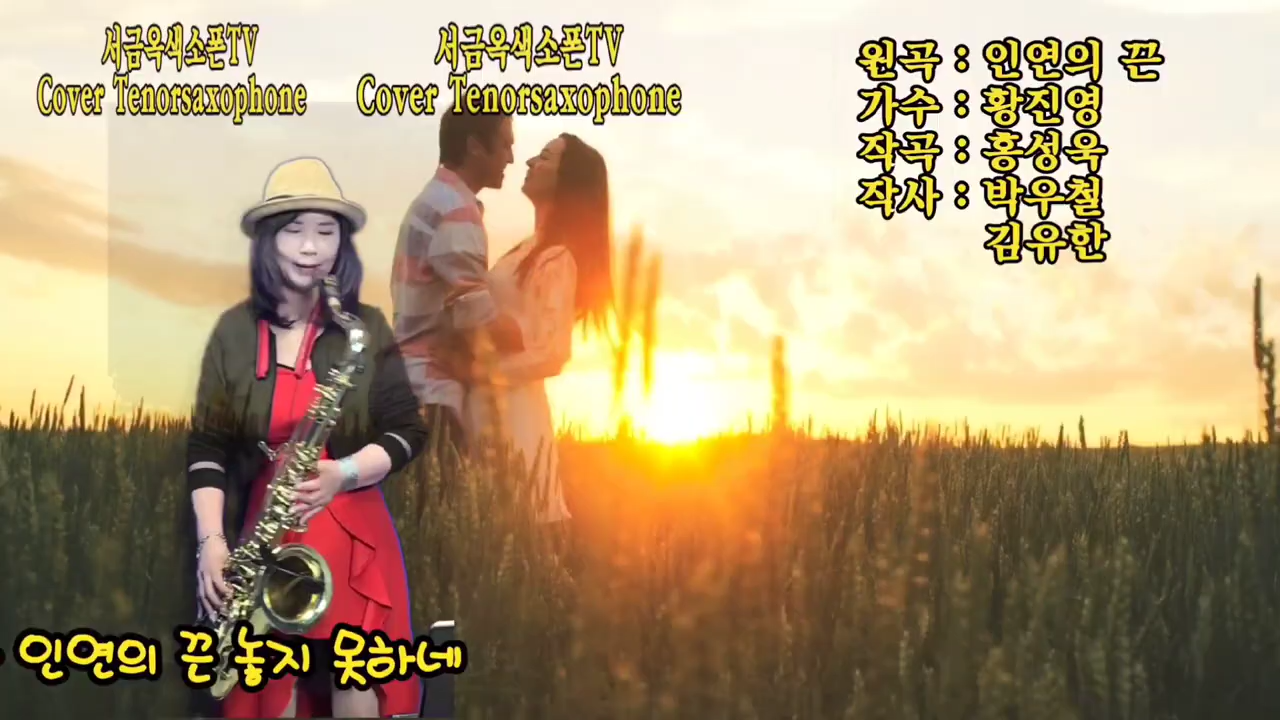 서금옥색소폰TV
Cover Tenorsaxophone
서금옥색소폰TV
Cover Tenorsaxophone
원곡 : 인연의 끈
가수 : 황진영
작곡 : 홍성욱
작사 : 박우철
김유한
인연의 끈 놓지 못하네